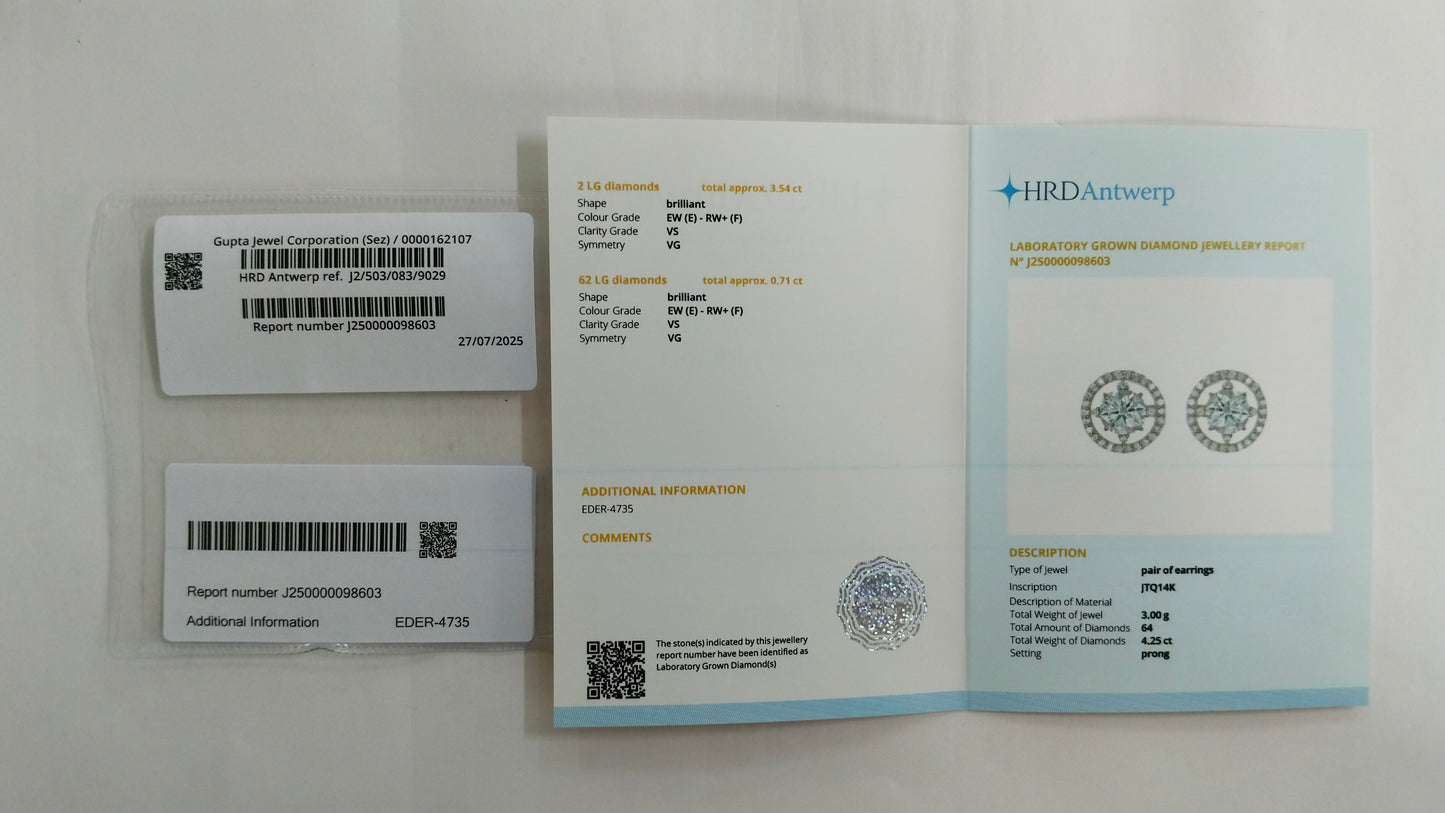 Gupta Jewel Corporation (Sez) / 0000162107
HRD Antwerp ref. J2/503/083/9029
Report number J250000098603
27/07/2025
Report number J250000098603
Additional Information EDER-4735
2 LG diamonds total approx. 3.54 ct
Shape brilliant
Colour Grade EW (E) - RW+ (F)
Clarity Grade VS
Symmetry VG
62 LG diamonds total approx. 0.71 ct
Shape brilliant
Colour Grade EW (E) - RW+ (F)
Clarity Grade VS
Symmetry VG
ADDITIONAL INFORMATION
EDER-4735
COMMENTS
The stone(s) indicated by this jewellery
report number have been identified as
Laboratory Grown Diamond(s)
HRDAntwerp
LABORATORY GROWN DIAMOND JEWELLERY REPORT
N° J250000098603
DESCRIPTION
Type of Jewel pair of earrings
Inscription JTQ14K
Description of Material
Total Weight of Jewel 3.00 g
Total Amount of Diamonds 64
Total Weight of Diamonds 4.25 ct
Setting prong